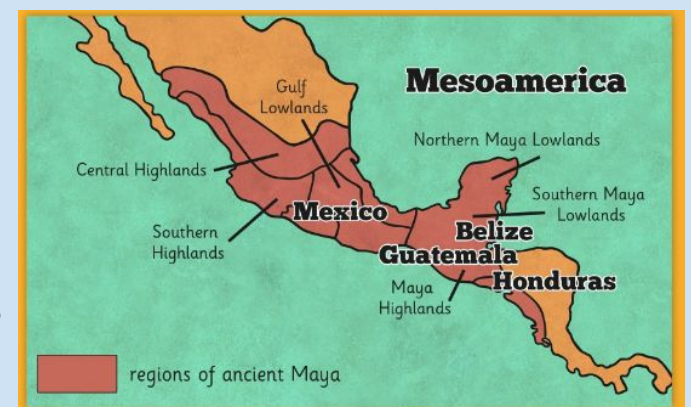 Mesoamerica
Gulf
Lowlands
Northern Maya Lowlands
Central Highlands
Southern Maya
Lowlands
Mexico
Southern
Highlands
Belize
Guatemala
Maya
Highlands
Honduras
regions of ancient Maya